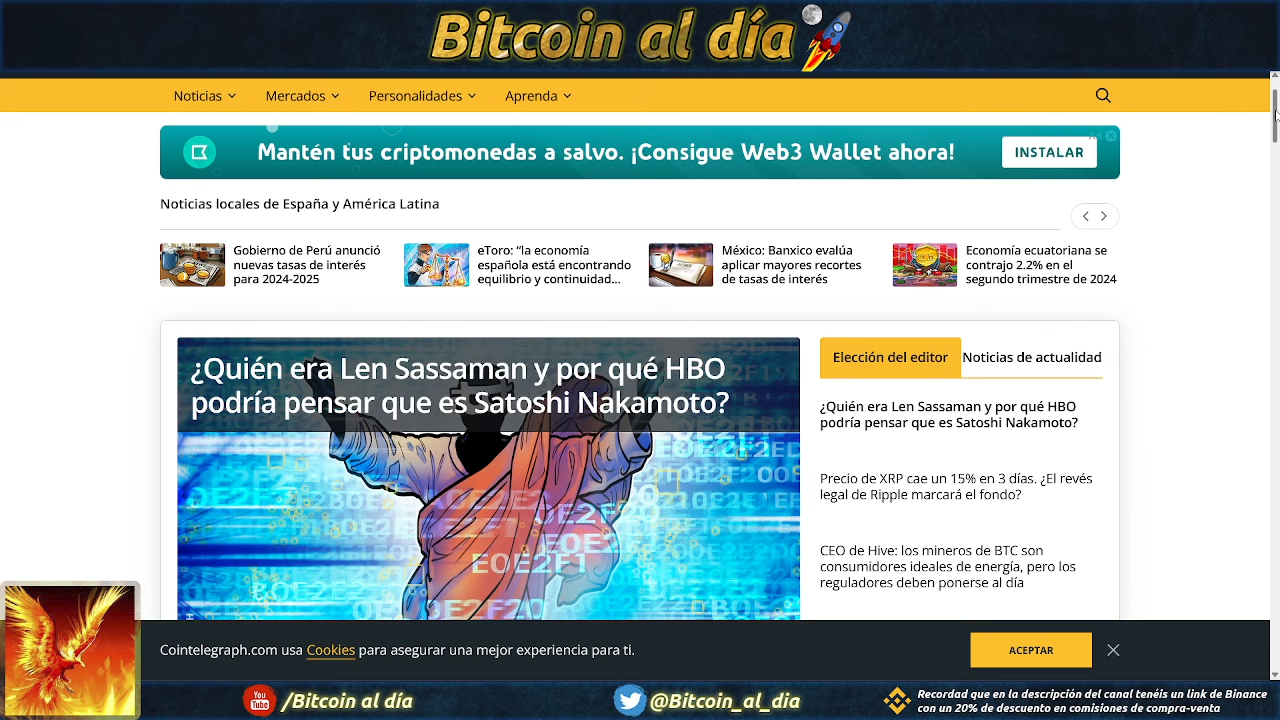 Bitcoin al día
Noticias
Mercados
Personalidades
Aprenda
Mantén tus criptomonedas a salvo. ¡Consigue Web3 Wallet ahora!
INSTALAR
Ad
Noticias locales de España y América Latina
Gobierno de Perú anunció
nuevas tasas de interés
para 2024-2025
eToro: “la economía
española está encontrando
equilibrio y continuidad...
México: Banxico evalúa
aplicar mayores recortes
de tasas de interés
Economía ecuatoriana se
contrajo 2.2% en el
segundo trimestre de 2024
¿Quién era Len Sassaman y por qué HBO
podría pensar que es Satoshi Nakamoto?
Elección del editor
Noticias de actualidad
¿Quién era Len Sassaman y por qué HBO
podría pensar que es Satoshi Nakamoto?
Precio de XRP cae un 15% en 3 días. ¿El revés
legal de Ripple marcará el fondo?
CEO de Hive: los mineros de BTC son
consumidores ideales de energía, pero los
reguladores deben ponerse al día
E0E2F1
Cointelegraph.com usa Cookies para asegurar una mejor experiencia para ti.
ACEPTAR
You
Tube
/Bitcoin al día
@Bitcoin_al_dia
Recordad que en la descripción del canal tenéis un link de Binance
con un 20% de descuento en comisiones de compra-venta